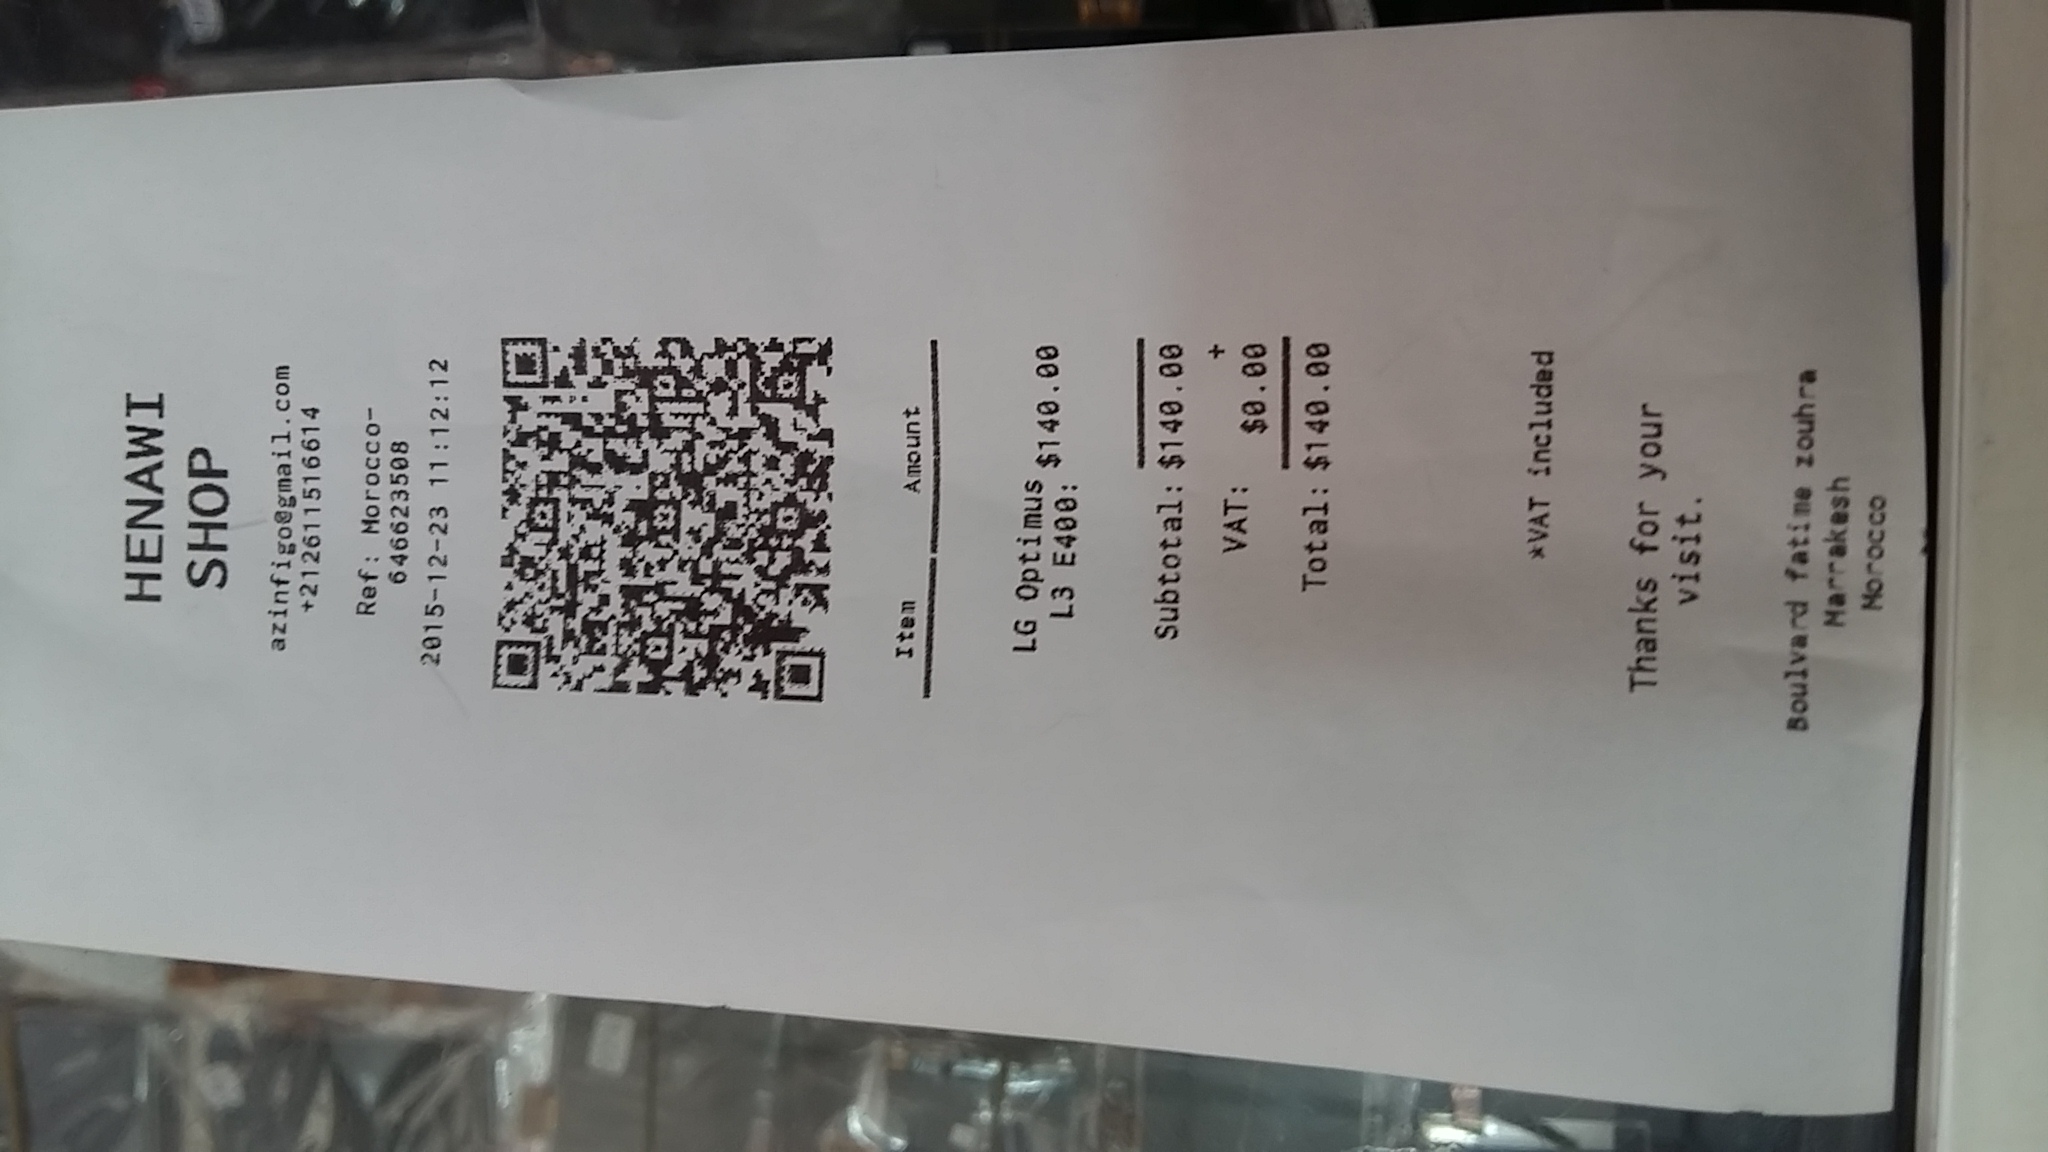 HENAWI
SHOP
azinfigo@gmail.com
+212611516614
Ref: Morocco-
646623508
2015-12-23 11:12:12
Item Amount
LG Optimus
L3 E400: $140.00
Subtotal: $140.00
+
VAT: $0.00
Total: $140.00
*VAT included
Thanks for your
visit.
Boulvard fatime zouhra
Marrakesh
Morocco